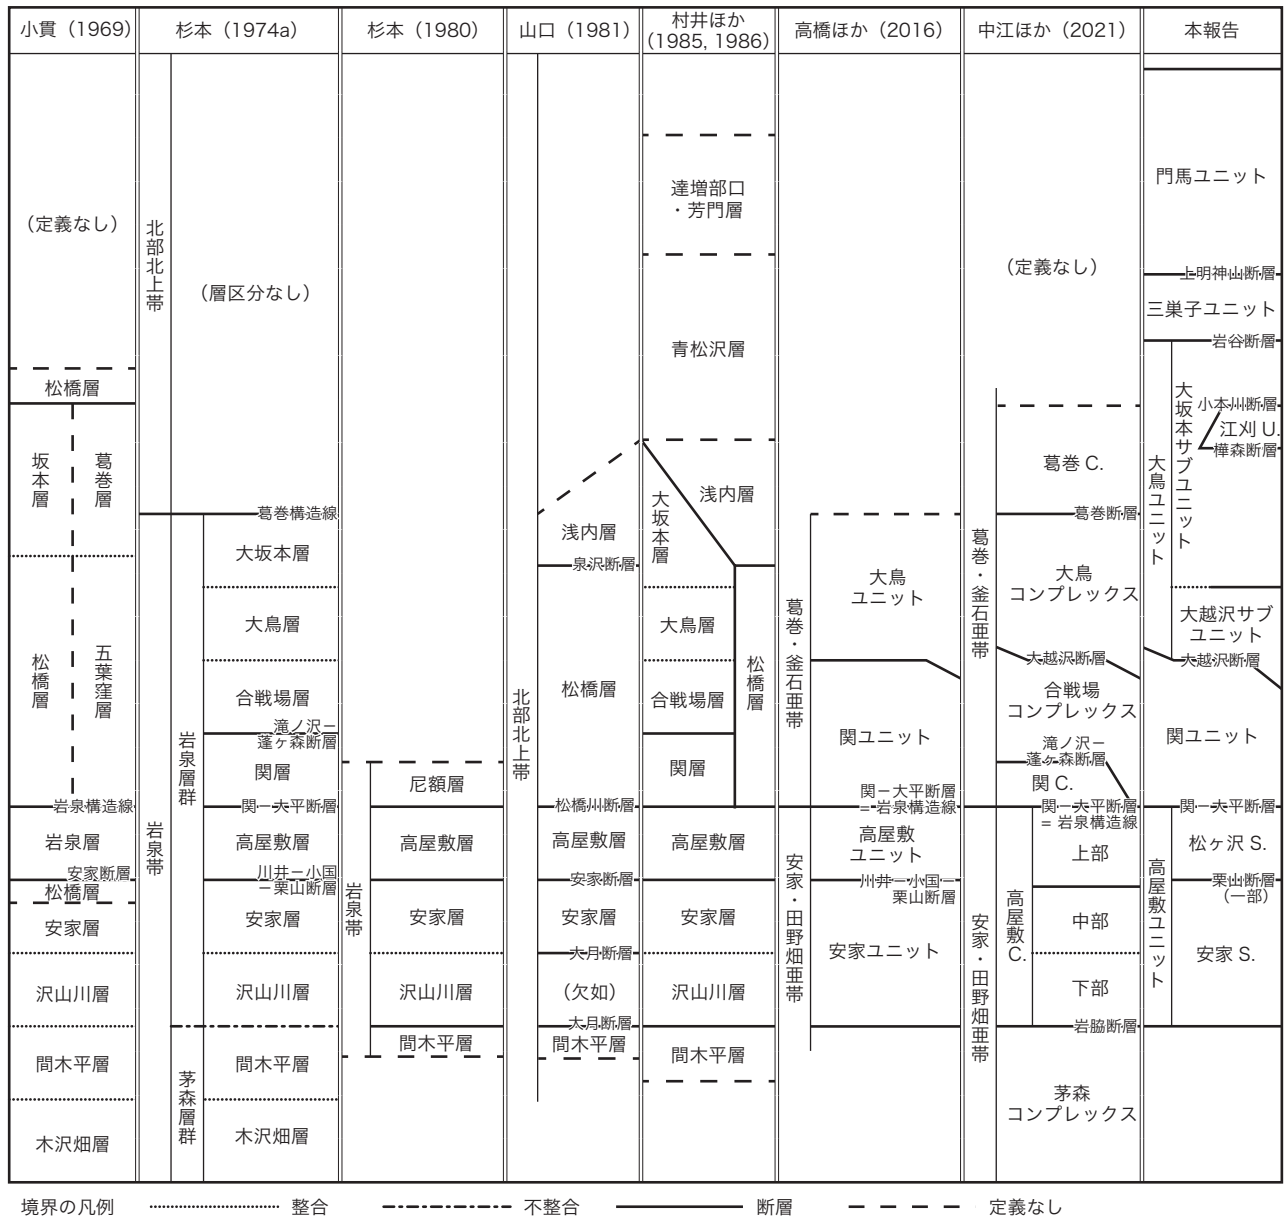 小貫（1969）
杉本（1974a）
杉本（1980）
山口（1981）
村井ほか
(1985, 1986)
高橋ほか（2016）
中江ほか（2021）
本報告
（定義なし）
松橋層
坂本層
葛巻層
松橋層
五葉窪層
岩泉構造線
岩泉層
安家断層
松橋層
安家層
沢山川層
間木平層
木沢畑層
北部北上帯
（層区分なし）
葛巻構造線
岩泉帯
岩泉層群
大坂本層
大鳥層
合戦場層
滝ノ沢－
蓬ヶ森断層
関層
関－大平断層
高屋敷層
川井－小国
－栗山断層
安家層
沢山川層
茅森層群
間木平層
木沢畑層
岩泉帯
尼額層
高屋敷層
安家層
沢山川層
間木平層
北部北上帯
浅内層
泉沢断層
松橋層
松橋川断層
高屋敷層
安家断層
安家層
大月断層
（欠如）
大月断層
間木平層
達増部口
・芳門層
青松沢層
大坂本層
浅内層
大鳥層
合戦場層
松橋層
関層
高屋敷層
安家層
沢山川層
間木平層
葛巻・釜石亜帯
大鳥
ユニット
関ユニット
関－大平断層
= 岩泉構造線
安家・田野畑亜帯
高屋敷
ユニット
川井－小国－
栗山断層
安家ユニット
（定義なし）
葛巻・釜石亜帯
葛巻 C.
葛巻断層
大鳥
コンプレックス
大越沢断層
合戦場
コンプレックス
滝ノ沢－
蓬ヶ森断層
関 C.
関－大平断層
= 岩泉構造線
安家・田野畑亜帯
高屋敷C.
上部
中部
下部
岩脇断層
茅森
コンプレックス
門馬ユニット
上明神山断層
三巣子ユニット
岩谷断層
大鳥ユニット
大坂本サブユニット
小本川断層
江刈 U.
樺森断層
大越沢サブ
ユニット
大越沢断層
関ユニット
関－大平断層
高屋敷ユニット
松ヶ沢 S.
栗山断層
（一部）
安家 S.
境界の凡例
整合
不整合
断層
定義なし